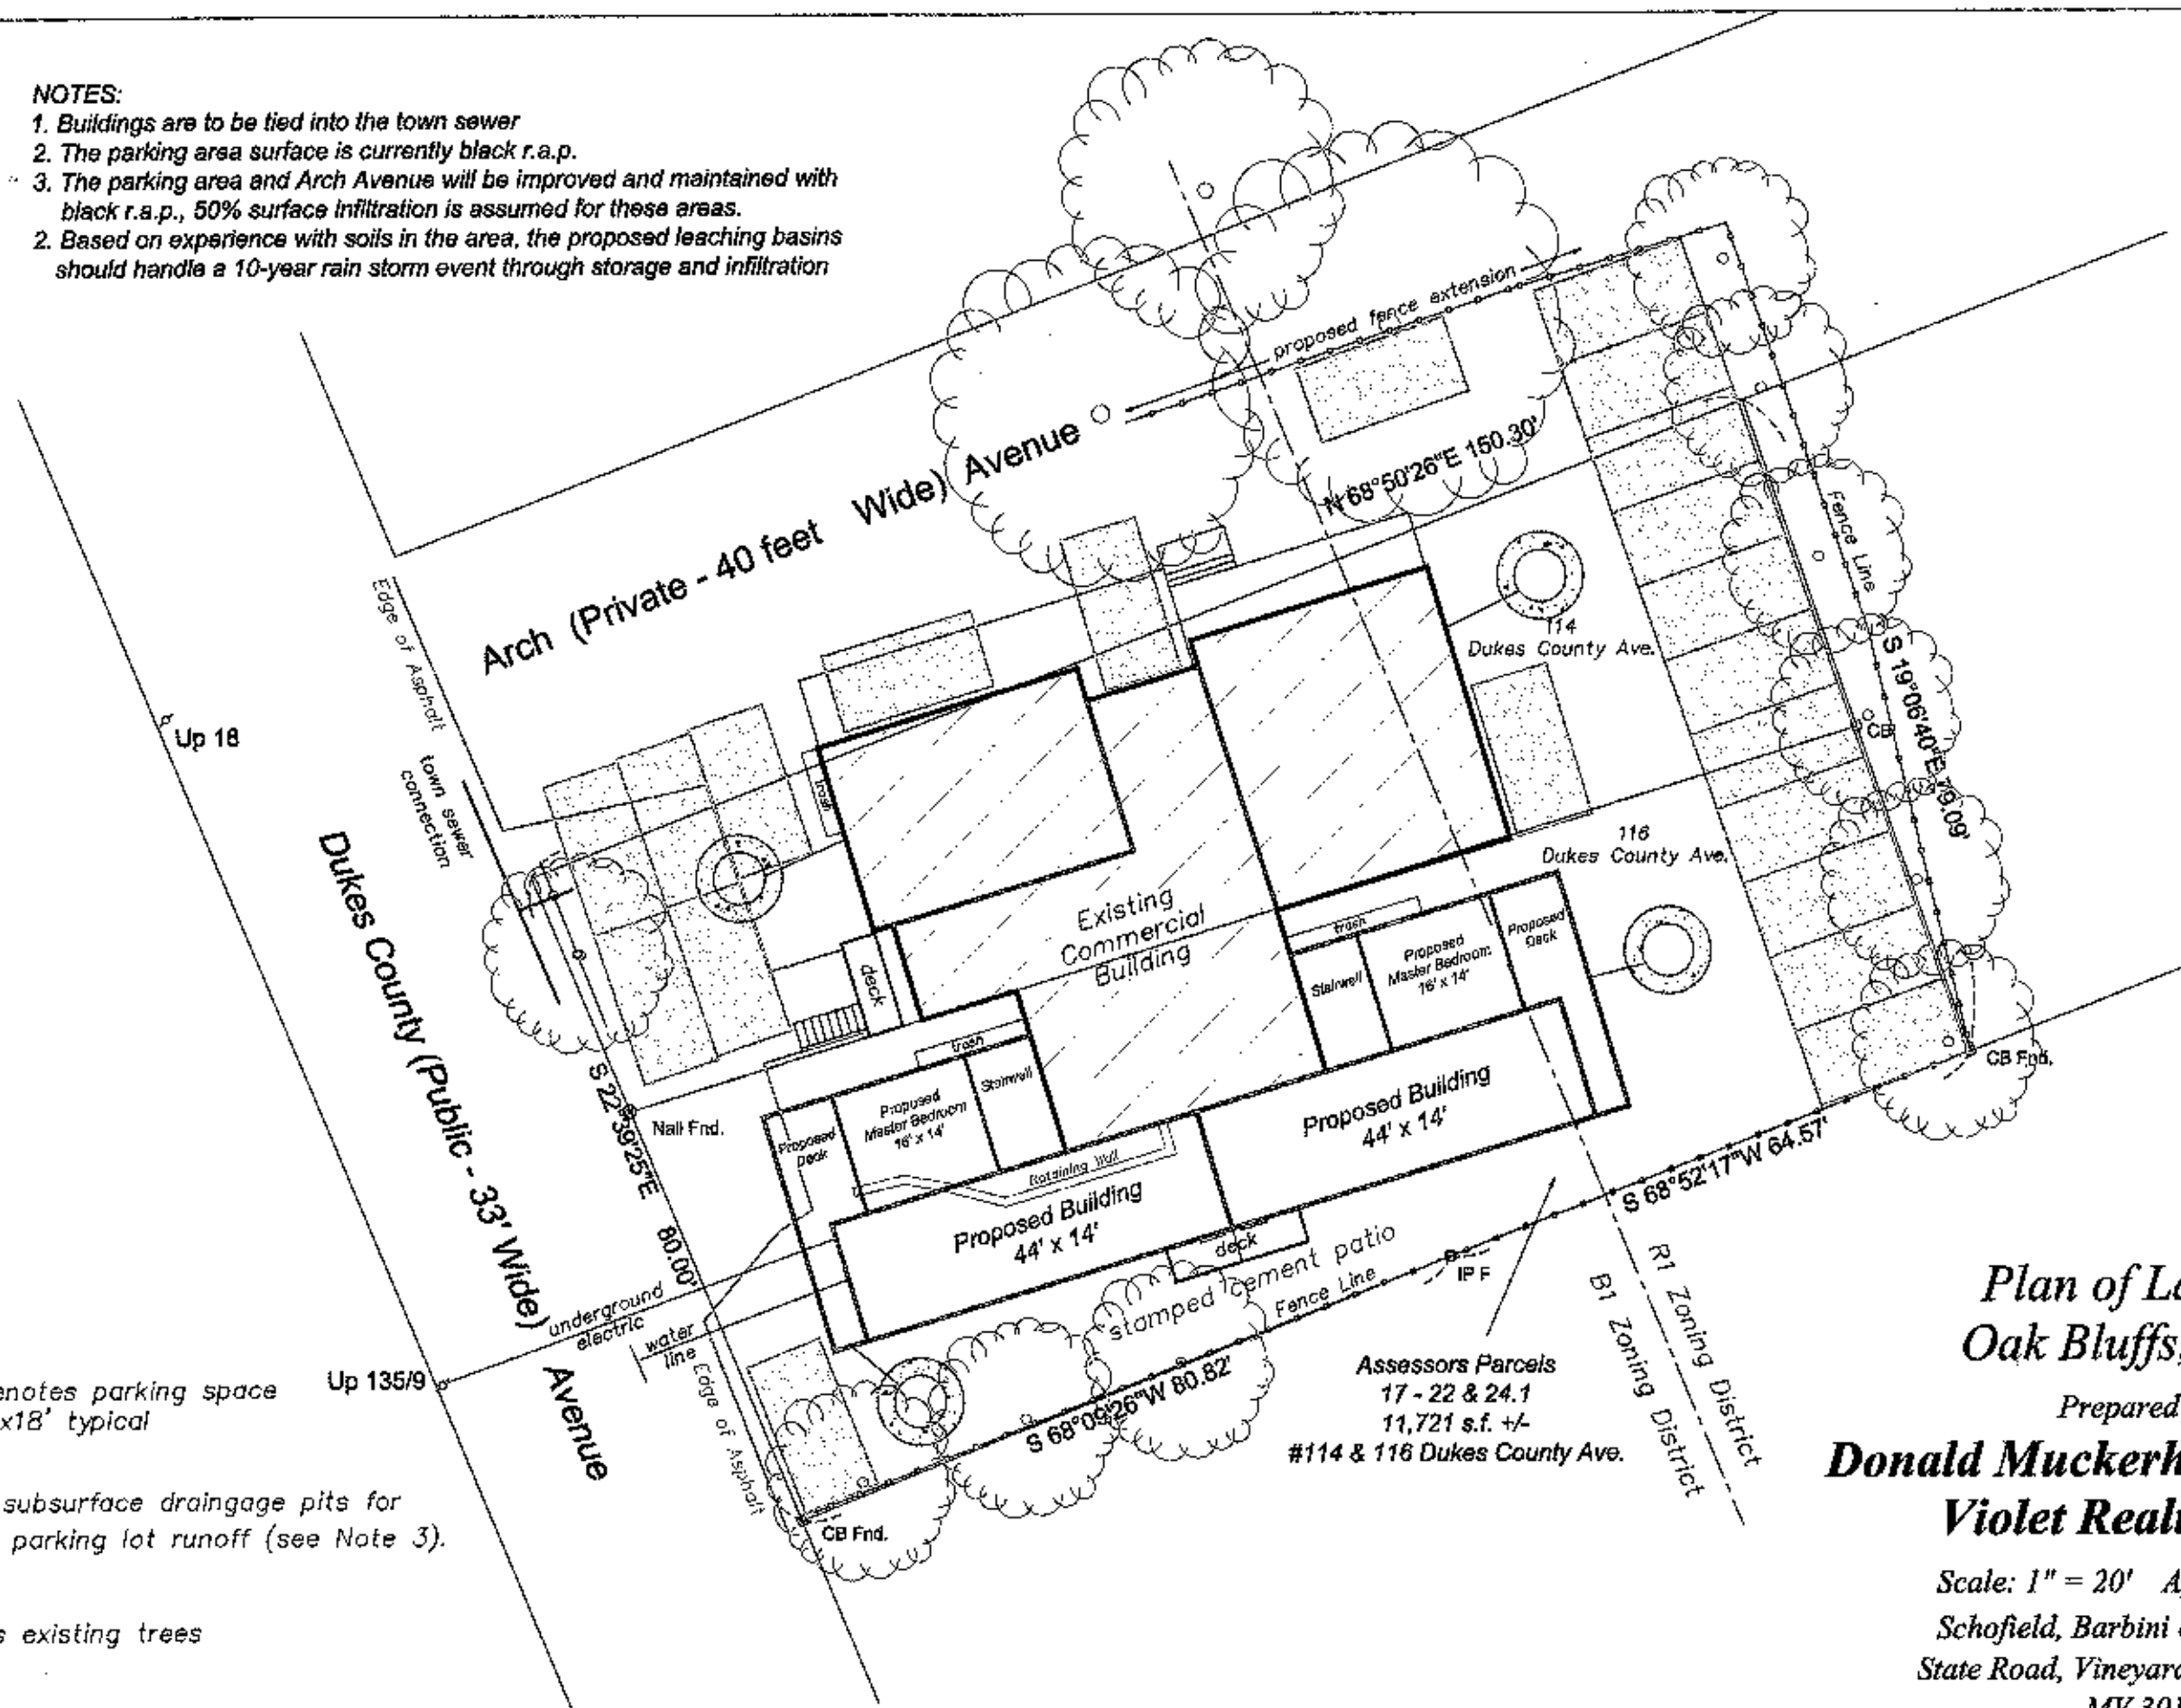 NOTES:
1. Buildings are to be tied into the town sewer
2. The parking area surface is currently black r.a.p.
3. The parking area and Arch Avenue will be improved and maintained with
black r.a.p., 50% surface infiltration is assumed for these areas.
2. Based on experience with soils in the area, the proposed leaching basins
should handle a 10-year rain storm event through storage and infiltration
proposed fence extension
Arch (Private - 40 feet Wide) Avenue
N 68°50'26"E 150.30'
Fence Line
S 19°06'40"E 79.09'
CB
CB Fnd.
Edge of Asphalt
town sewer
connection
Up 18
Dukes County (Public - 33' Wide)
Avenue
trash
114
Dukes County Ave.
116
Dukes County Ave.
Existing
Commercial
Building
deck
trash
Stairwell
Proposed
Master Bedroom
16' x 14'
Proposed
Deck
trash
Stairwell
Proposed
Master Bedroom
16' x 14'
Proposed
Deck
Retaining Wall
Proposed Building
44' x 14'
Proposed Building
44' x 14'
deck
stamped cement patio
Fence Line
IP F
Nail Fnd.
S 22°39'25"E 80.00'
underground
electric
water
line
Edge of Asphalt
Up 135/9
CB Fnd.
S 68°09'26"W 80.82'
S 68°52'17"W 64.57'
R1 Zoning District
B1 Zoning District
Assessors Parcels
17 - 22 & 24.1
11,721 s.f. +/-
#114 & 116 Dukes County Ave.
enotes parking space
x18' typical
subsurface draingage pits for
parking lot runoff (see Note 3).
s existing trees
Plan of La
Oak Bluffs,
Prepared
Donald Muckerh
Violet Realt
Scale: 1" = 20' A
Schofield, Barbini
State Road, Vineyard
MV 39